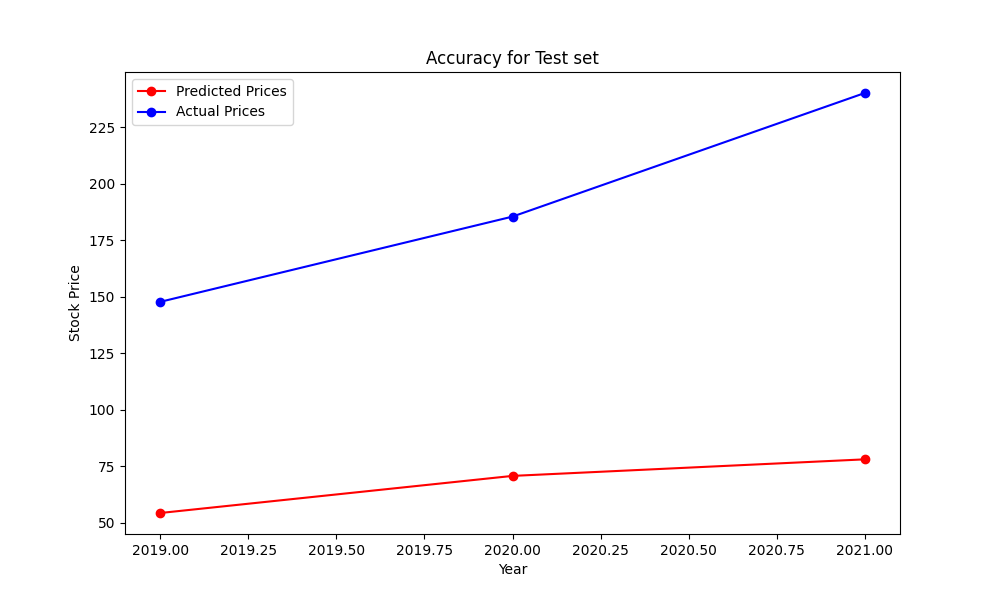 Accuracy for Test set
Predicted Prices
Actual Prices
225
200
175
150
125
100
75
50
Stock Price
2019.00 2019.25 2019.50 2019.75 2020.00 2020.25 2020.50 2020.75 2021.00
Year